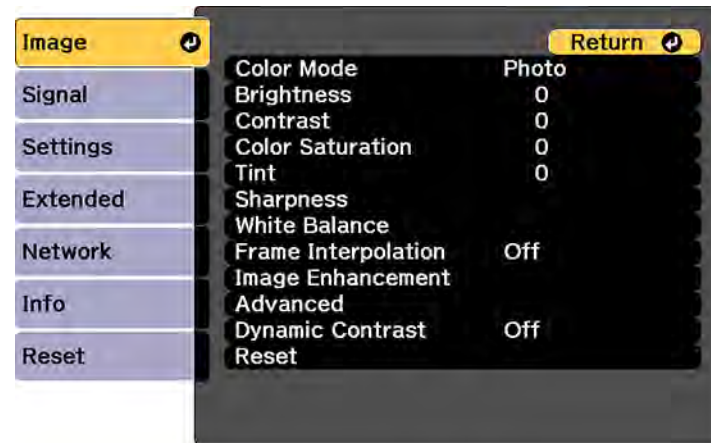 Image
Signal
Settings
Extended
Network
Info
Reset
Return
Color Mode Photo
Brightness 0
Contrast 0
Color Saturation 0
Tint 0
Sharpness
White Balance
Frame Interpolation Off
Image Enhancement
Advanced
Dynamic Contrast Off
Reset